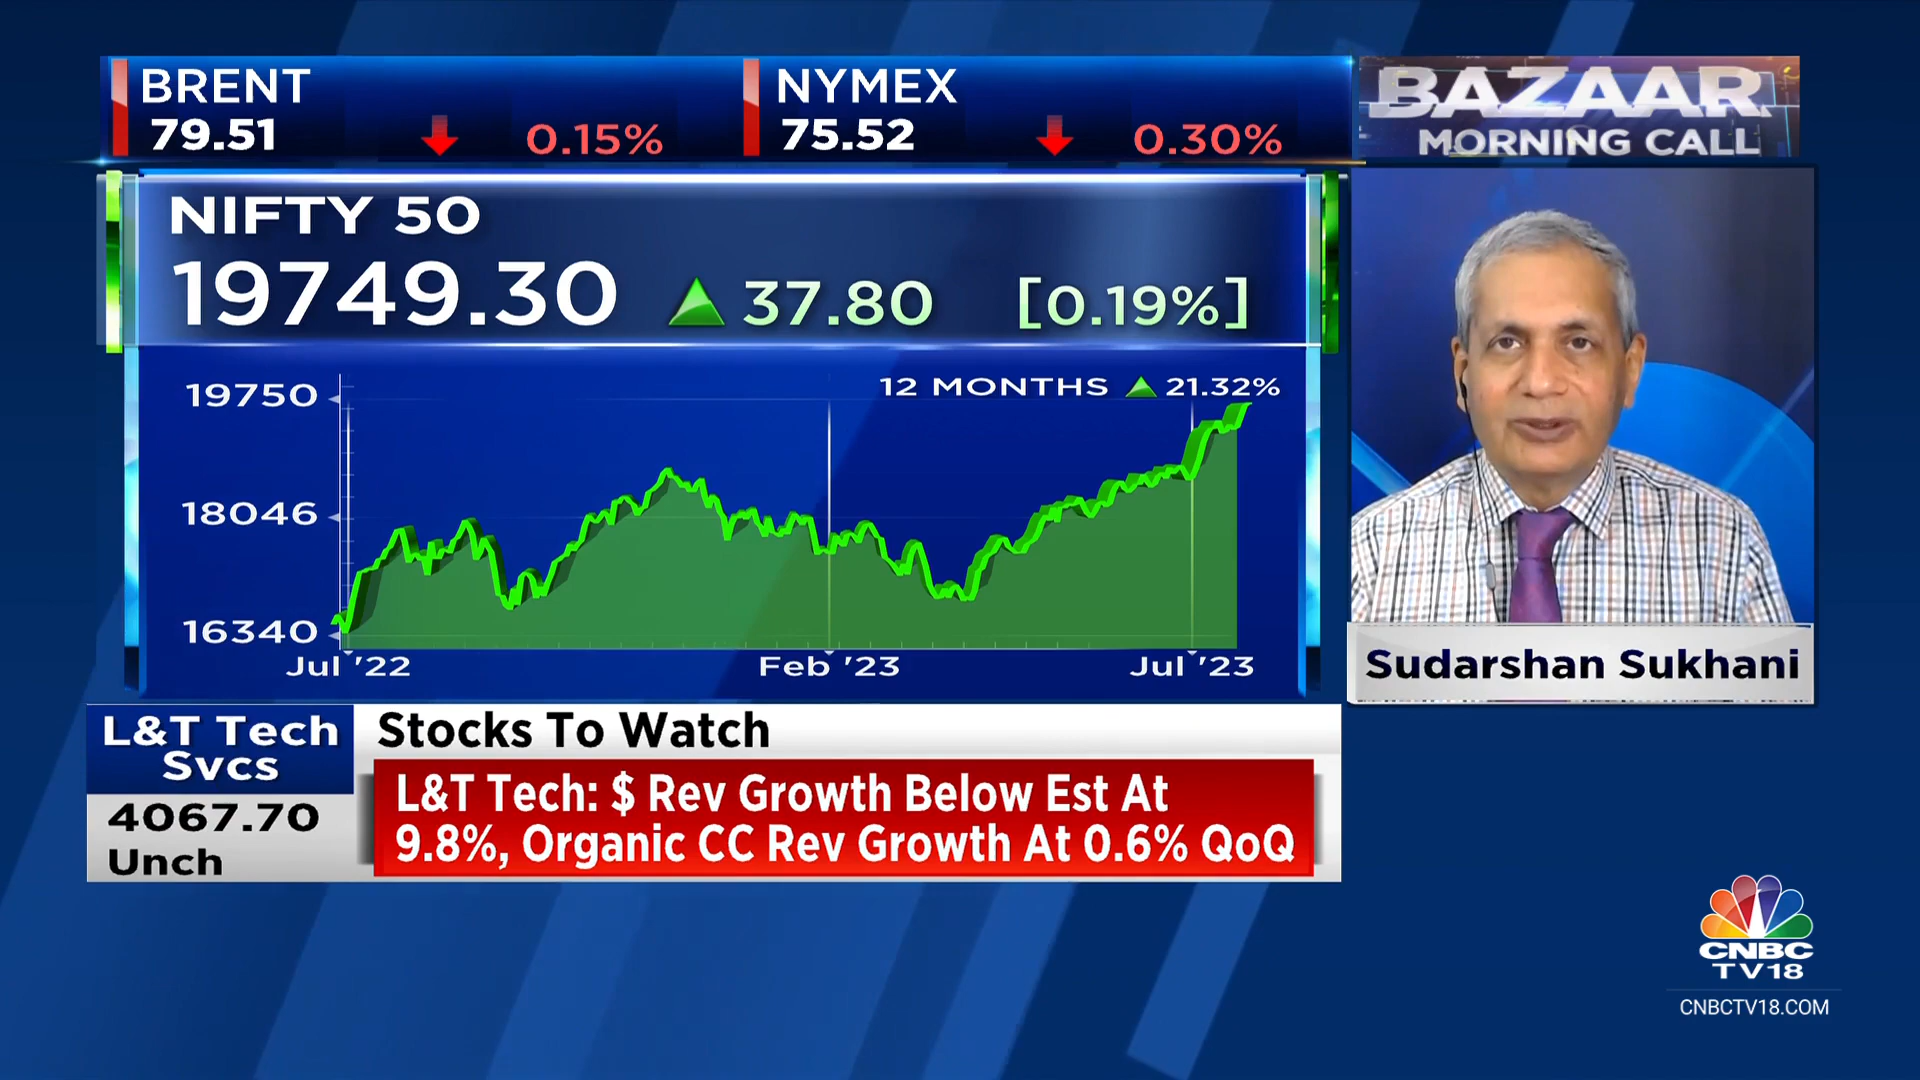 BRENT
79.51
0.15%
NYMEX
75.52
0.30%
BAZAAR
MORNING CALL
NIFTY 50
19749.30
37.80
[0.19%]
12 MONTHS
21.32%
19750
18046
16340
Jul '22
Feb '23
Jul '23
Sudarshan Sukhani
L&T Tech
Svcs
4067.70
Unch
Stocks To Watch
L&T Tech: $ Rev Growth Below Est At
9.8%, Organic CC Rev Growth At 0.6% QoQ
CNBC
TV18
CNBCTV18.COM